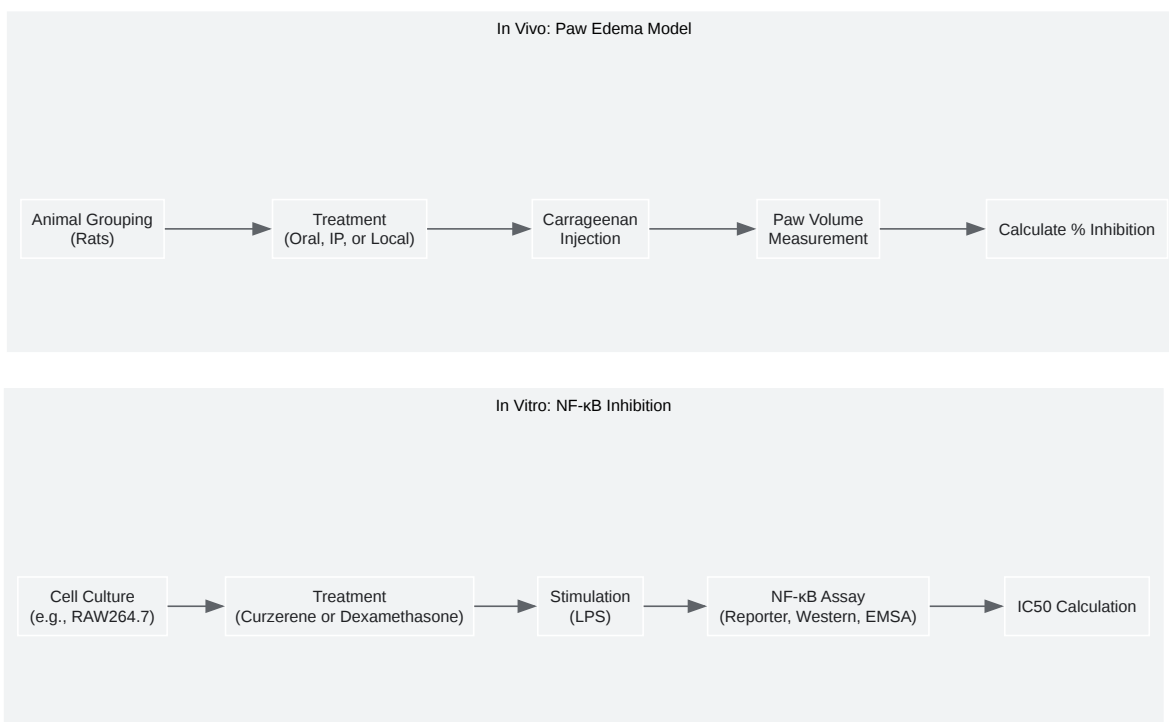 In Vivo: Paw Edema Model
Animal Grouping
(Rats)
Treatment
(Oral, IP, or Local)
Carrageenan
Injection
Paw Volume
Measurement
Calculate % Inhibition
In Vitro: NF-κB Inhibition
Cell Culture
(e.g., RAW264.7)
Treatment
(Curzerene or Dexamethasone)
Stimulation
(LPS)
NF-κB Assay
(Reporter, Western, EMSA)
IC50 Calculation